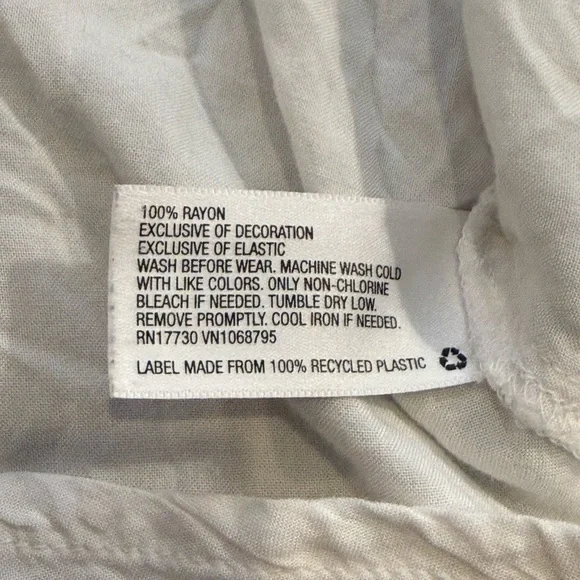 100% RAYON
EXCLUSIVE OF DECORATION
EXCLUSIVE OF ELASTIC
WASH BEFORE WEAR. MACHINE WASH COLD
WITH LIKE COLORS. ONLY NON-CHLORINE
BLEACH IF NEEDED. TUMBLE DRY LOW.
REMOVE PROMPTLY. COOL IRON IF NEEDED.
RN17730 VN1068795
LABEL MADE FROM 100% RECYCLED PLASTIC